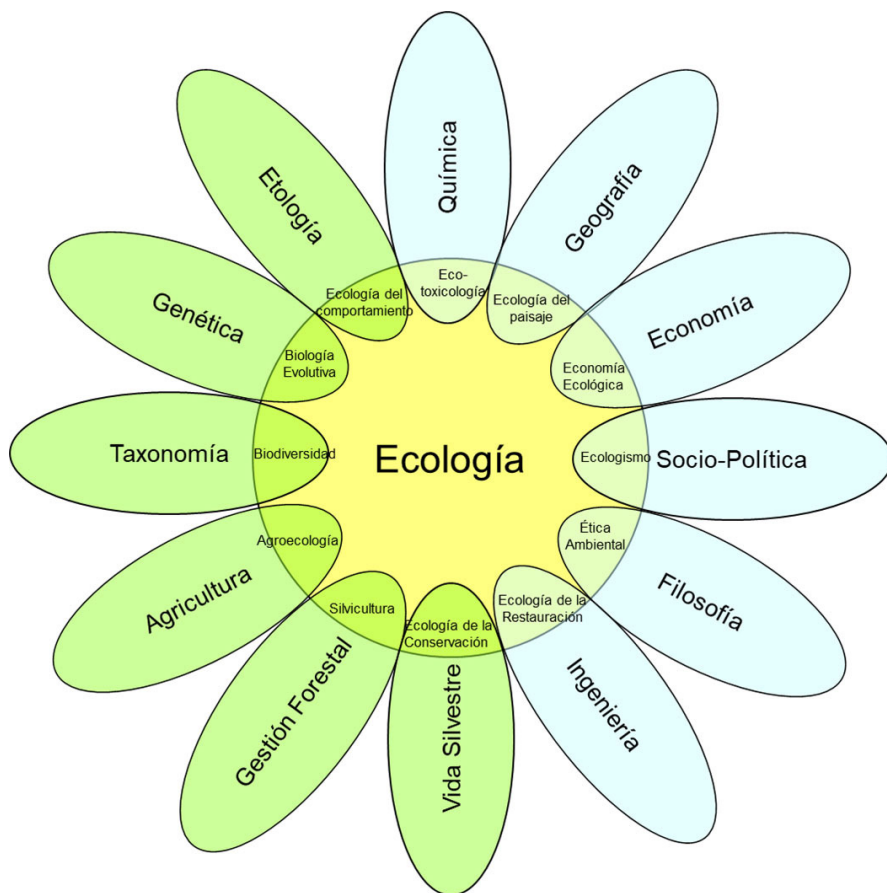 Química
Geografía
Economía
Socio-Política
Filosofía
Ingeniería
Vida Silvestre
Gestión Forestal
Agricultura
Taxonomía
Genética
Etología
Eco-
toxicología
Ecología del
paisaje
Economía
Ecológica
Ecologismo
Ética
Ambiental
Ecología de la
Restauración
Ecología de la
Conservación
Silvicultura
Agroecología
Biodiversidad
Biología
Evolutiva
Ecología del
comportamiento
Ecología